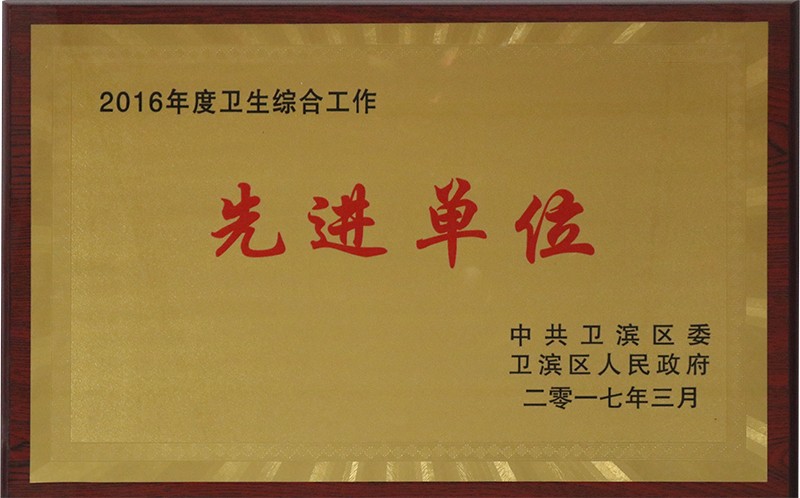 2016年度卫生综合工作
先进单位
中共卫滨区委
卫滨区人民政府
二零一七年三月